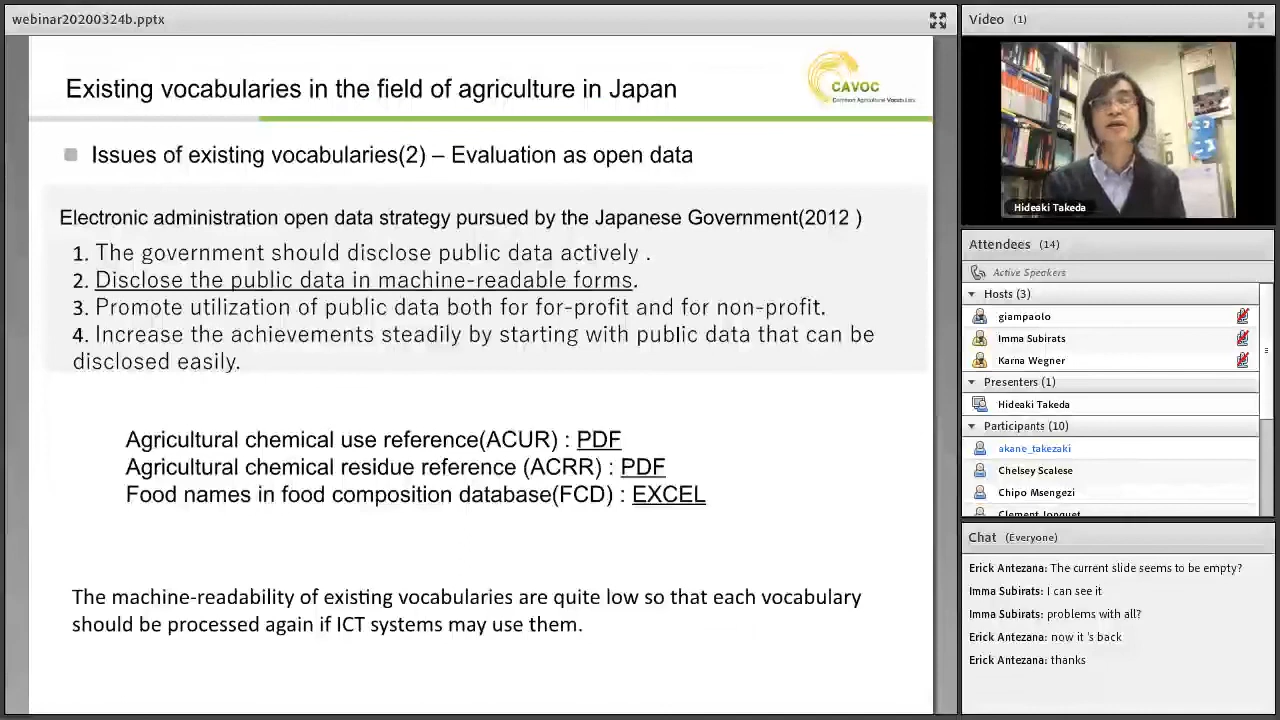 webinar20200324b.pptx
Existing vocabularies in the field of agriculture in Japan
CAVOC
Common Agricultural Vocabulary
Issues of existing vocabularies(2) – Evaluation as open data
Electronic administration open data strategy pursued by the Japanese Government(2012 )
1. The government should disclose public data actively .
2. Disclose the public data in machine-readable forms.
3. Promote utilization of public data both for for-profit and for non-profit.
4. Increase the achievements steadily by starting with public data that can be
disclosed easily.
Agricultural chemical use reference(ACUR) : PDF
Agricultural chemical residue reference (ACRR) : PDF
Food names in food composition database(FCD) : EXCEL
The machine-readability of existing vocabularies are quite low so that each vocabulary
should be processed again if ICT systems may use them.
Video (1)
Hideaki Takeda
Attendees (14)
Active Speakers
Hosts (3)
giampaolo
Imma Subirats
Karna Wegner
Presenters (1)
Hideaki Takeda
Participants (10)
akane_takezaki
Chelsey Scalese
Chipo Msengezi
Clement Jonquet
Chat (Everyone)
Erick Antezana: The current slide seems to be empty?
Imma Subirats: I can see it
Imma Subirats: problems with all?
Erick Antezana: now it 's back
Erick Antezana: thanks